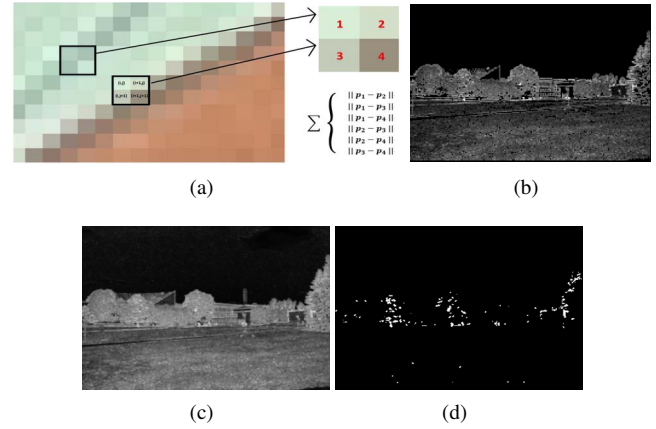 1 2
3 4
(i,j) (i+1,j)
(i,j+1) (i+1,j+1)
∑ {
|| p₁ − p₂ ||
|| p₁ − p₃ ||
|| p₁ − p₄ ||
|| p₂ − p₃ ||
|| p₂ − p₄ ||
|| p₃ − p₄ ||
(a)
(b)
(c)
(d)